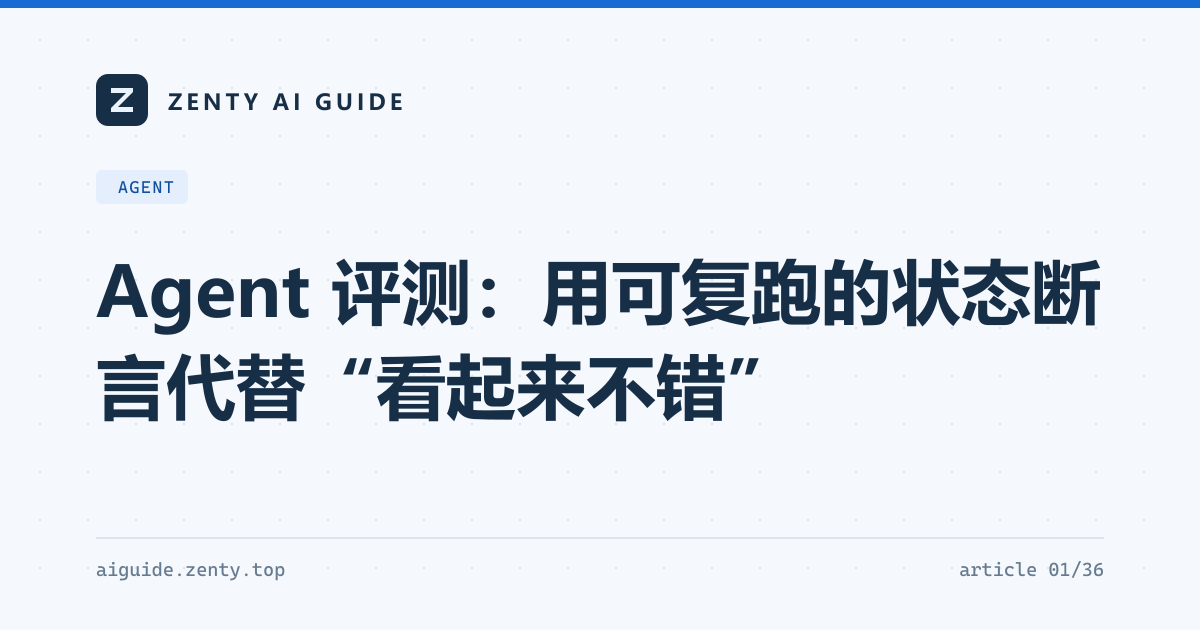 Z ZENTY AI GUIDE
AGENT
Agent 评测：用可复跑的状态断
言代替“看起来不错”
aiguide.zenty.top
article 01/36